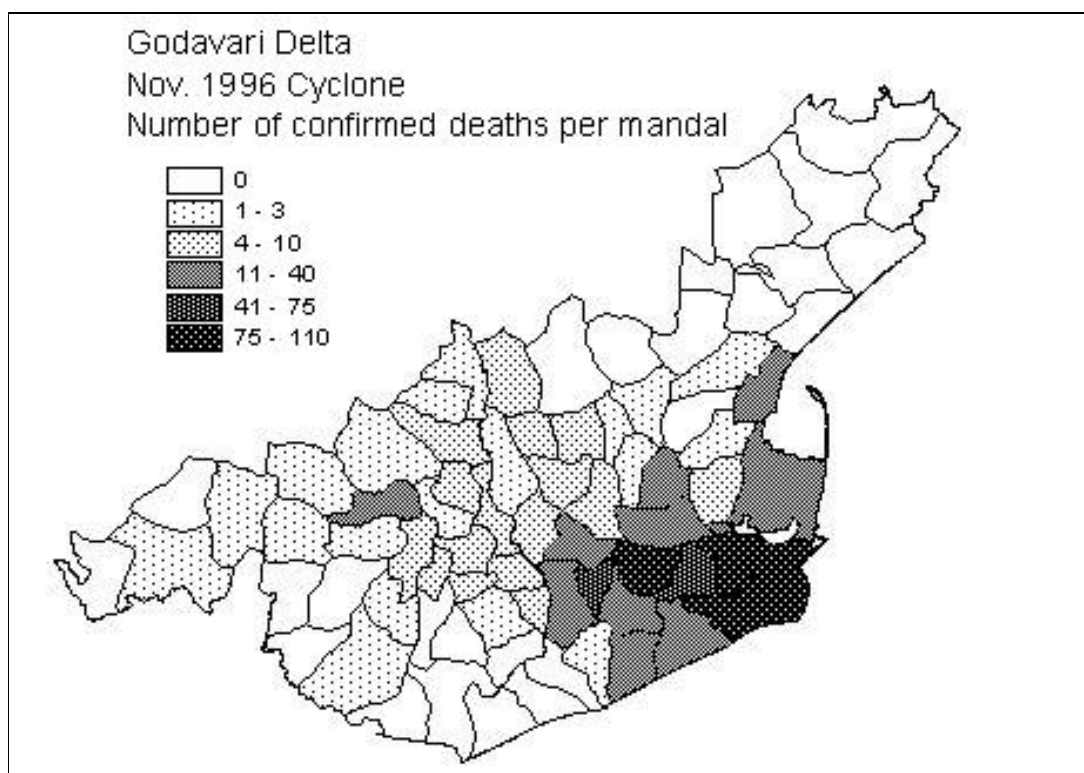 Godavari Delta
Nov. 1996 Cyclone
Number of confirmed deaths per mandal
0
1 - 3
4 - 10
11 - 40
41 - 75
75 - 110